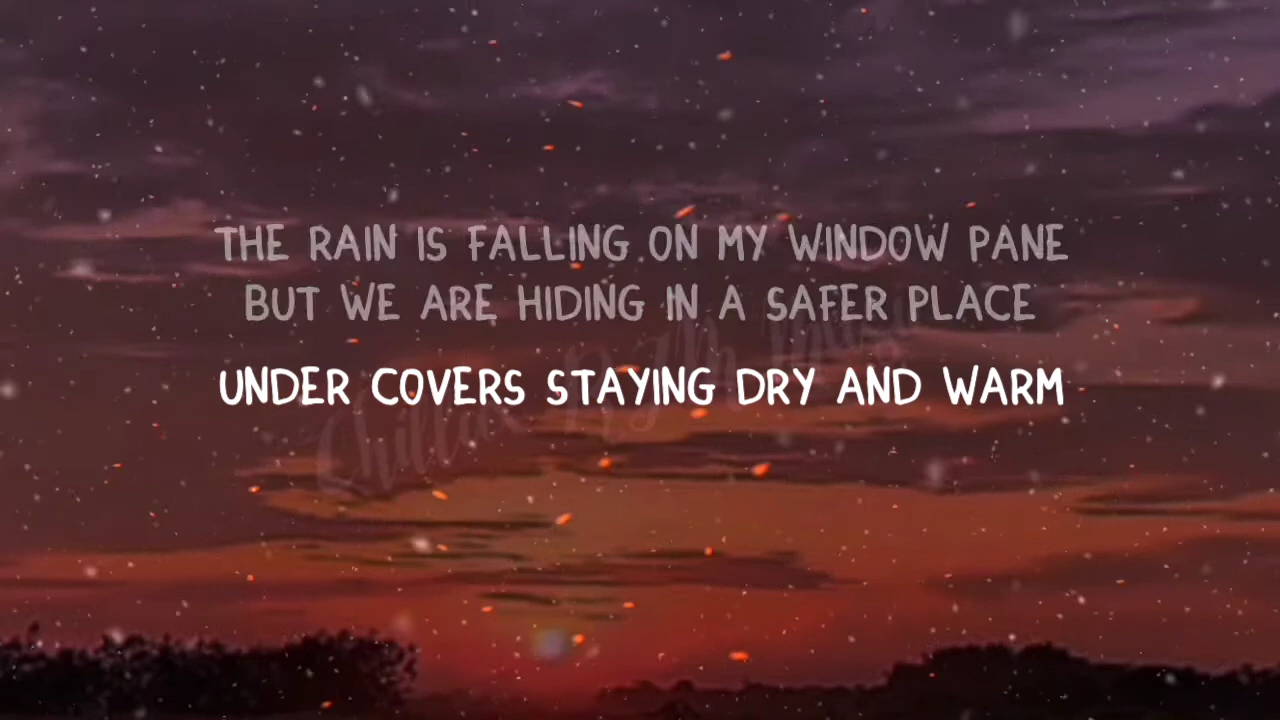 THE RAIN IS FALLING ON MY WINDOW PANE
BUT WE ARE HIDING IN A SAFER PLACE
UNDER COVERS STAYING DRY AND WARM